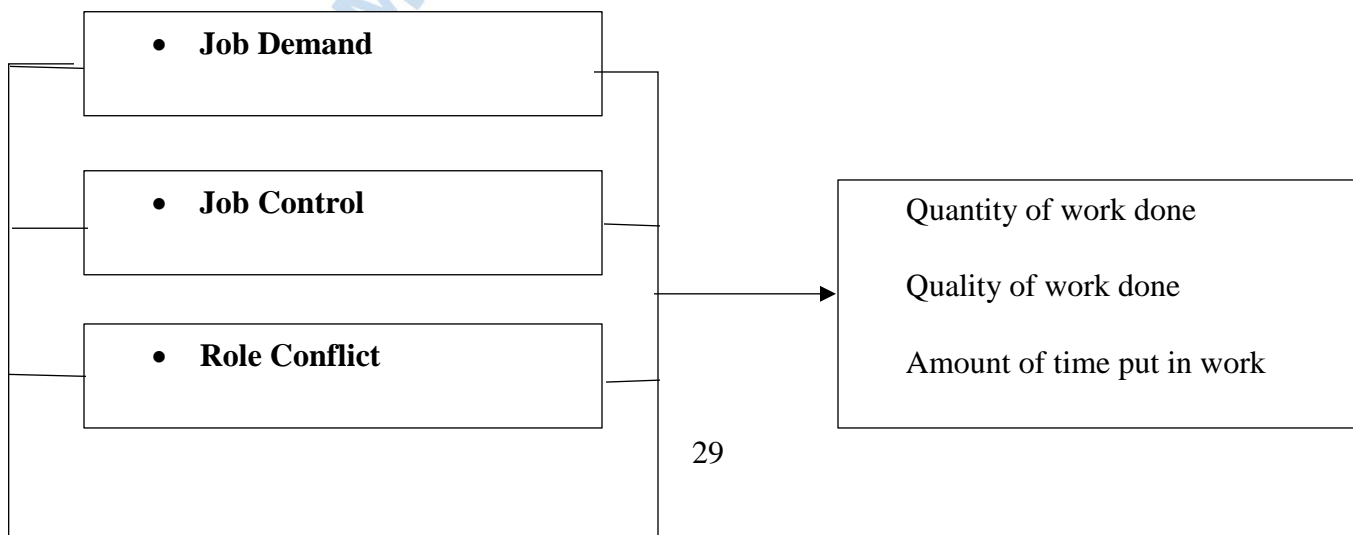 • Job Demand
• Job Control
• Role Conflict
Quantity of work done
Quality of work done
Amount of time put in work
29